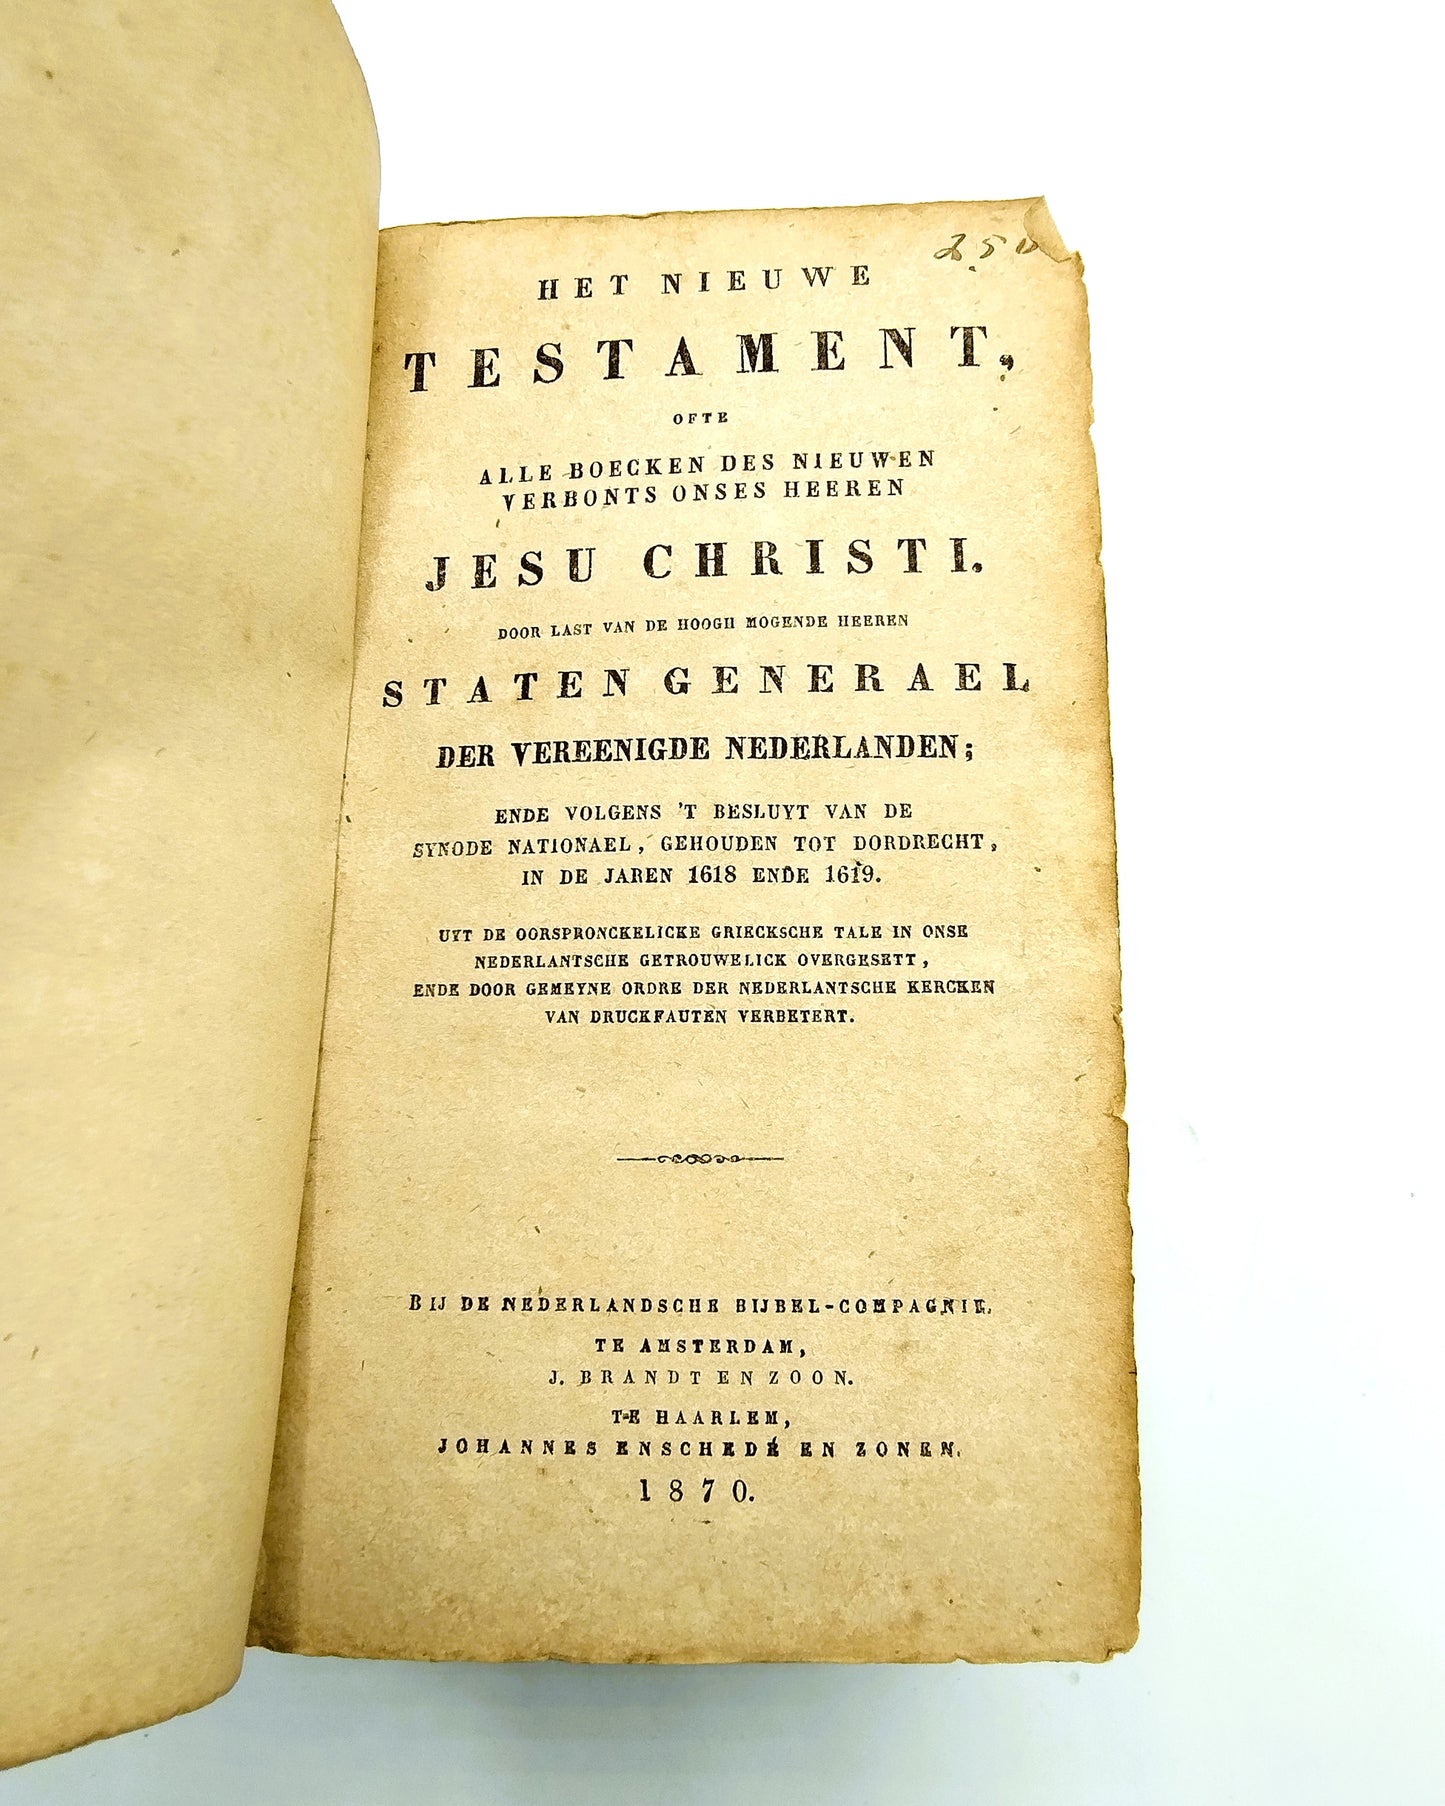 250
HET NIEUWE
TESTAMENT,
OFTE
ALLE BOECKEN DES NIEUWEN
VERBONTS ONSES HEEREN
JESU CHRISTI.
DOOR LAST VAN DE HOOGH MOGENDE HEEREN
STATEN GENERAEL
DER VEREENIGDE NEDERLANDEN;
ENDE VOLGENS 'T BESLUYT VAN DE
SYNODE NATIONAEL, GEHOUDEN TOT DORDRECHT,
IN DE JAREN 1618 ENDE 1619.
UYT DE OORSPRONCKELICKE GRIECKSCHE TALE IN ONSE
NEDERLANTSCHE GETROUWELICK OVERGESETT,
ENDE DOOR GEMEYNE ORDRE DER NEDERLANTSCHE KERCKEN
VAN DRUCKFAUTEN VERBETERT.
BIJ DE NEDERLANDSCHE BIJBEL-COMPAGNIE.
TE AMSTERDAM,
J. BRANDT EN ZOON.
TE HAARLEM,
JOHANNES ENSCHEDÉ EN ZONEN.
1870.